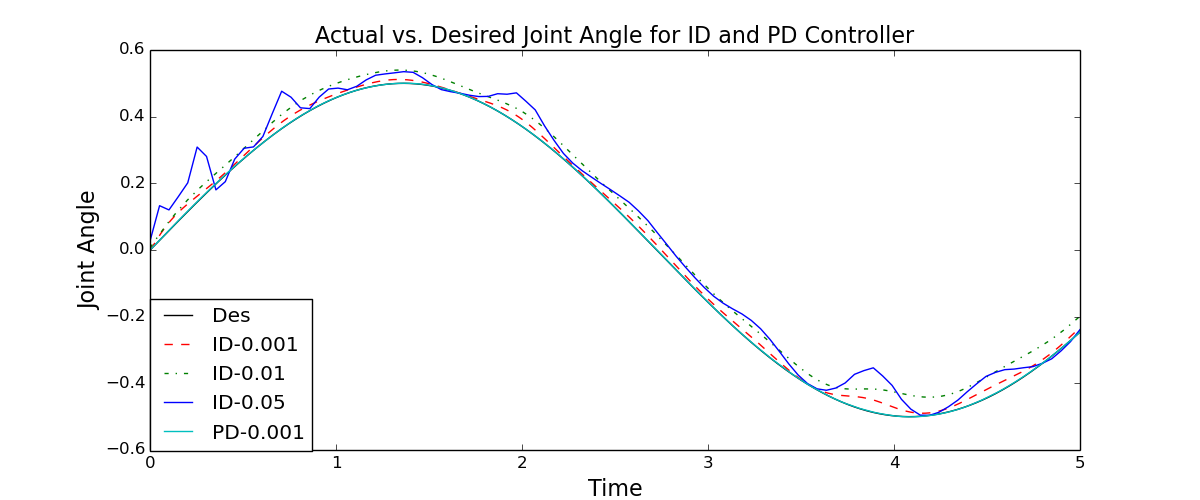 Actual vs. Desired Joint Angle for ID and PD Controller
0.6
0.4
0.2
0.0
−0.2
−0.4
−0.6
Joint Angle
Des
ID-0.001
ID-0.01
ID-0.05
PD-0.001
0 1 2 3 4 5
Time